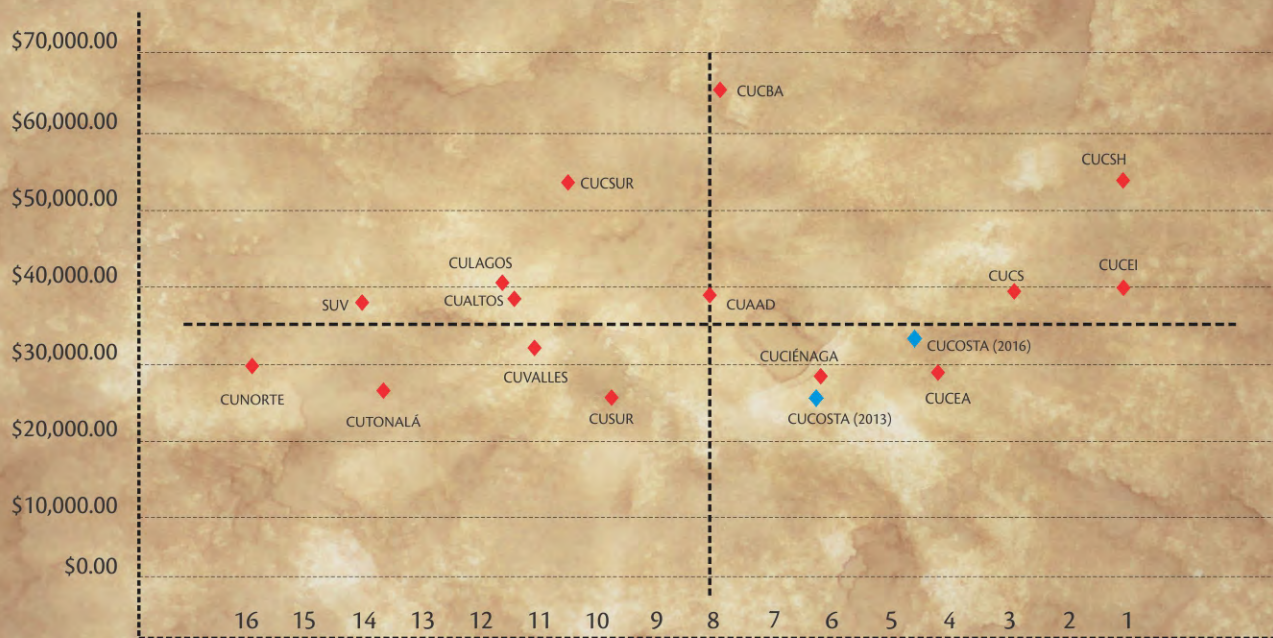 $70,000.00
CUCBA
$60,000.00
CUCSH
CUCSUR
$50,000.00
CULAGOS
CUCEI
$40,000.00
CUCS
CUALTOS
SUV
CUAAD
CUCOSTA (2016)
$30,000.00
CUCIÉNAGA
CUVALLES
CUNORTE
CUCEA
CUTONALÁ
CUSUR
CUCOSTA (2013)
$20,000.00
$10,000.00
$0.00
16 15 14 13 12 11 10 9 8 7 6 5 4 3 2 1